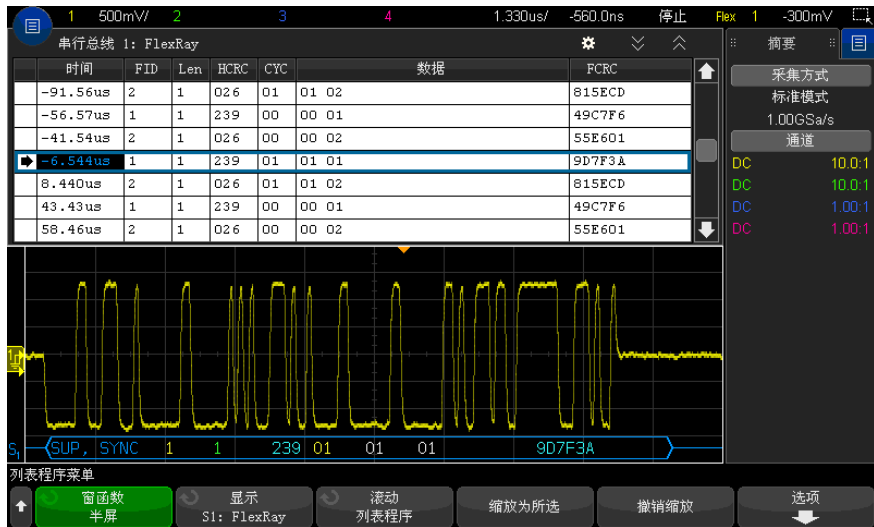 1 500mV/ 2 3 4 1.330us/ -560.0ns 停止 Flex 1 -300mV
串行总线 1: FlexRay
时间 FID Len HCRC CYC 数据 FCRC
-91.56us 2 1 026 01 01 02 815ECD
-56.57us 1 1 239 00 00 01 49C7F6
-41.54us 2 1 026 00 00 02 55E601
-6.544us 1 1 239 01 01 01 9D7F3A
8.440us 2 1 026 01 01 02 815ECD
43.43us 1 1 239 00 00 01 49C7F6
58.46us 2 1 026 00 00 02 55E601
摘要
采集方式
标准模式
1.00GSa/s
通道
DC 10.0:1
DC 10.0:1
DC 1.00:1
DC 1.00:1
1
S1 SUP, SYNC 1 1 239 01 01 01 9D7F3A
列表程序菜单
窗函数
半屏
显示
S1: FlexRay
滚动
列表程序
缩放为所选
撤销缩放
选项